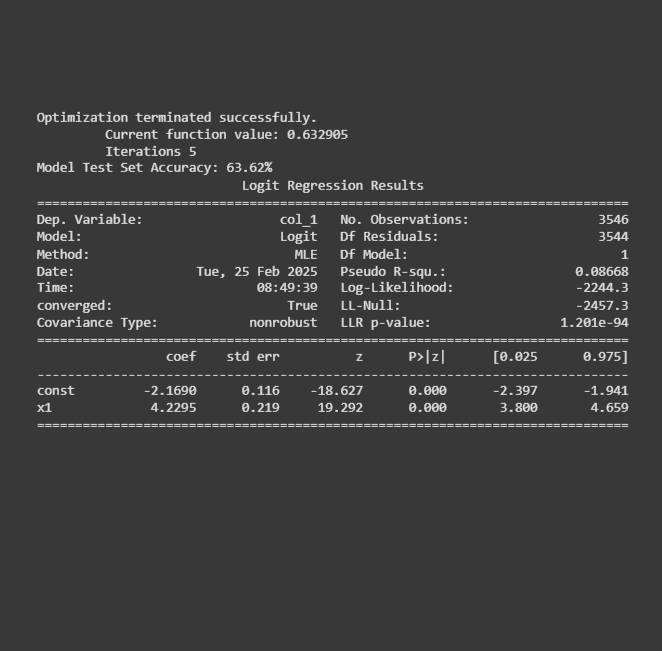 Optimization terminated successfully.
         Current function value: 0.632905
         Iterations 5
Model Test Set Accuracy: 63.62%
                           Logit Regression Results
==============================================================================
Dep. Variable:                  col_1   No. Observations:                 3546
Model:                          Logit   Df Residuals:                     3544
Method:                           MLE   Df Model:                            1
Date:                Tue, 25 Feb 2025   Pseudo R-squ.:                 0.08668
Time:                        08:49:39   Log-Likelihood:                -2244.3
converged:                       True   LL-Null:                       -2457.3
Covariance Type:            nonrobust   LLR p-value:                 1.201e-94
==============================================================================
                 coef    std err          z      P>|z|      [0.025      0.975]
------------------------------------------------------------------------------
const         -2.1690      0.116    -18.627      0.000      -2.397      -1.941
x1             4.2295      0.219     19.292      0.000       3.800       4.659
==============================================================================